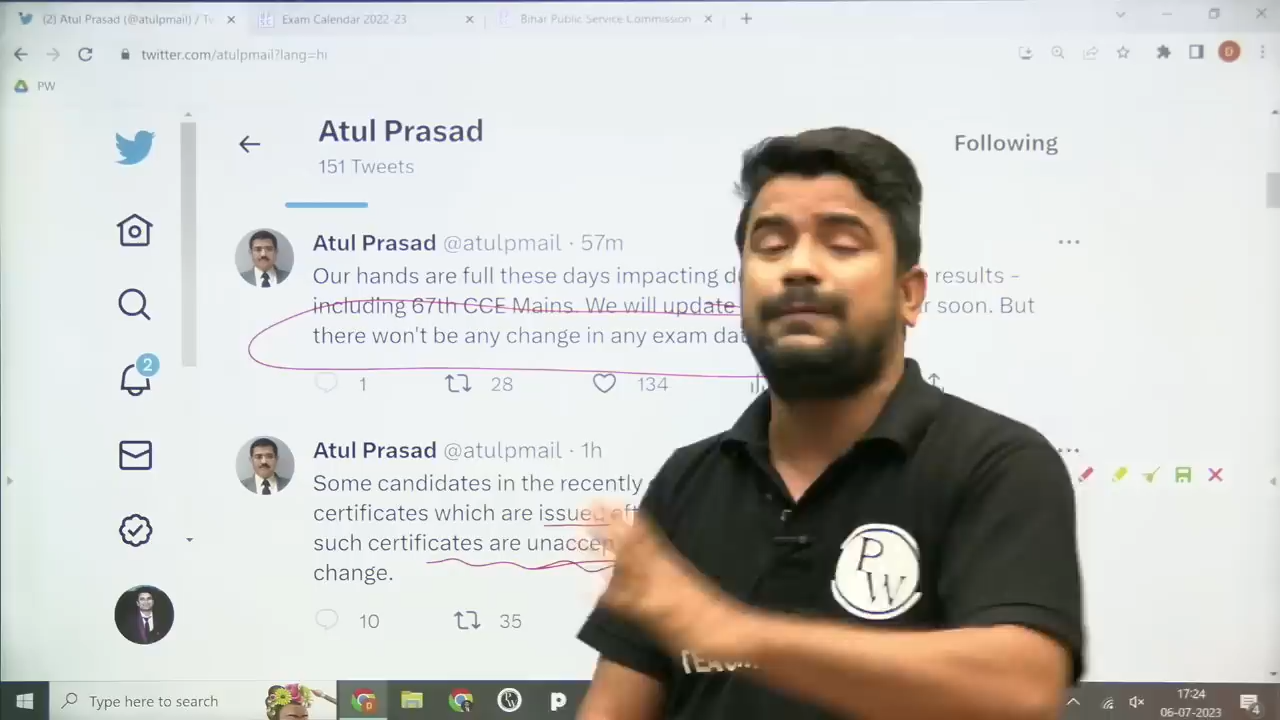 (2) Atul Prasad (@atulpmail) / Tw
Exam Calendar 2022-23
Bihar Public Service Commission
twitter.com/atulpmail?lang=hi
D
PW
Atul Prasad
151 Tweets
Following
Atul Prasad @atulpmail · 57m
Our hands are full these days impacting results -
including 67th CCE Mains. We will update soon. But
there won't be any change in any exam
1 28 134
2
Atul Prasad @atulpmail · 1h
Some candidates in the recently
certificates which are issued
such certificates are
change.
10 35
PW
Type here to search
17:24
06-07-2023
4